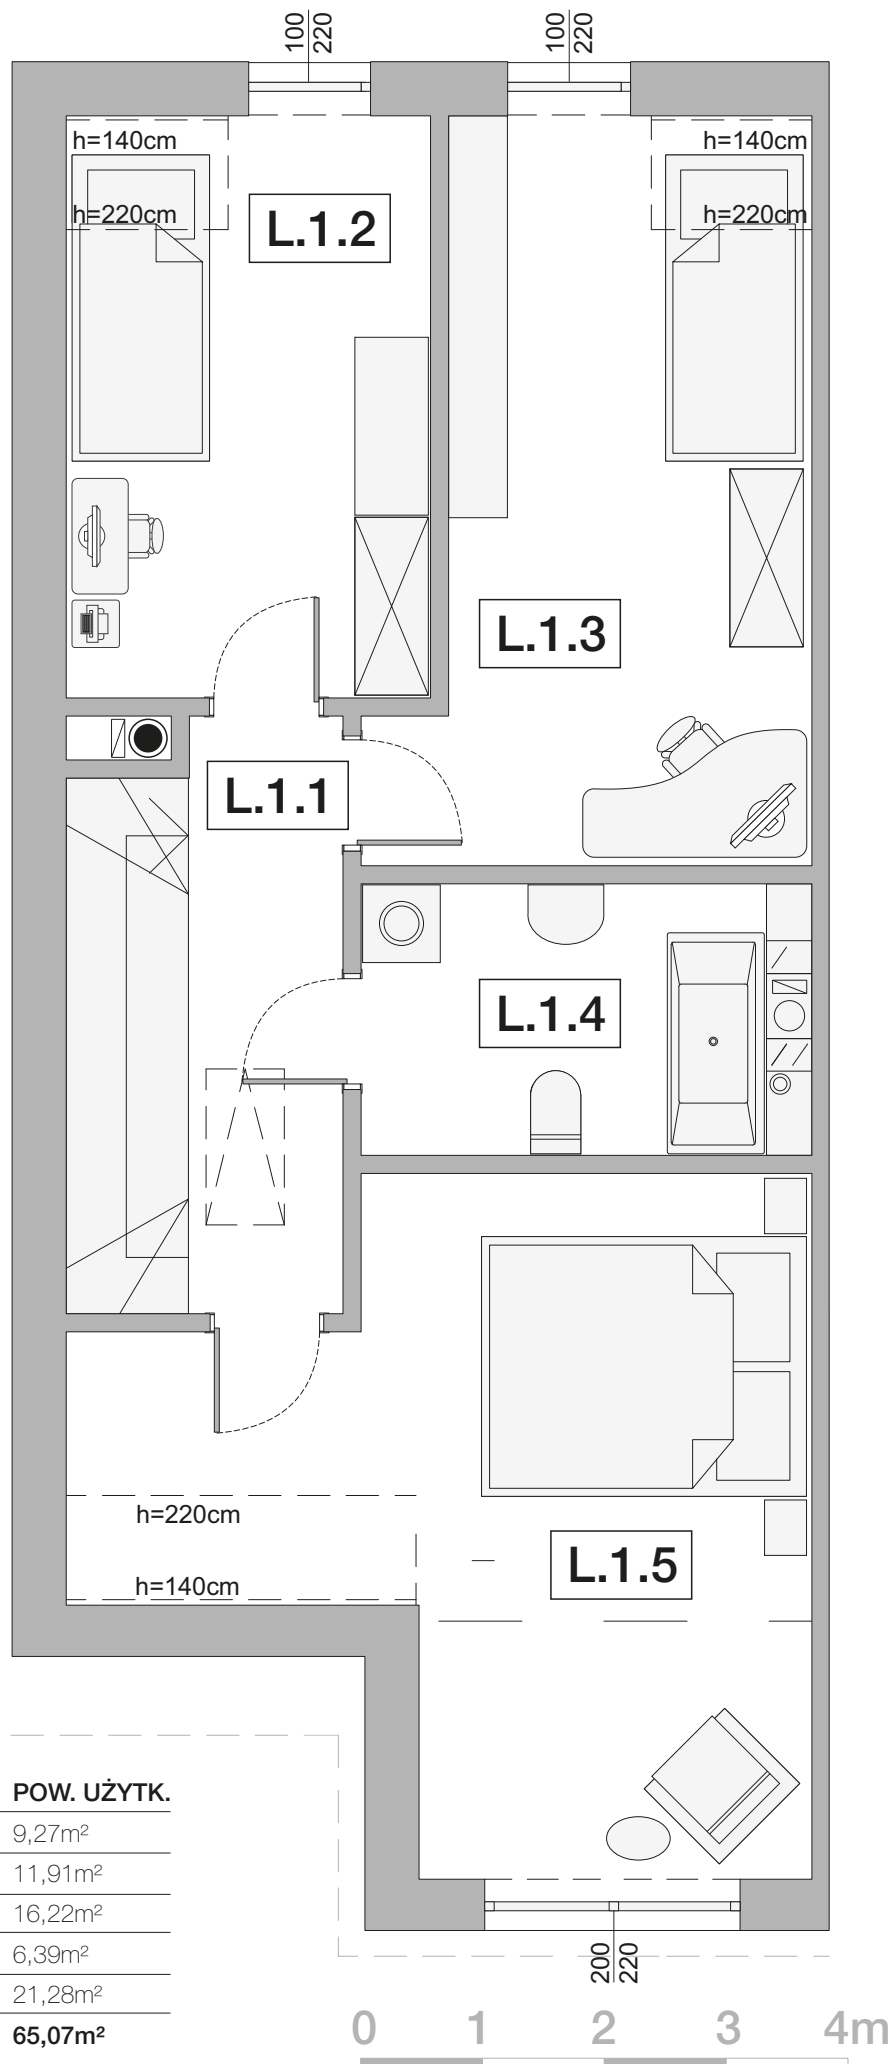 100
220
100
220
h=140cm
h=140cm
h=220cm
h=220cm
L.1.2
L.1.3
L.1.1
L.1.4
h=220cm
L.1.5
h=140cm
POW. UŻYTK.
9,27m²
11,91m²
16,22m²
6,39m²
21,28m²
65,07m²
200
220
0 1 2 3 4m